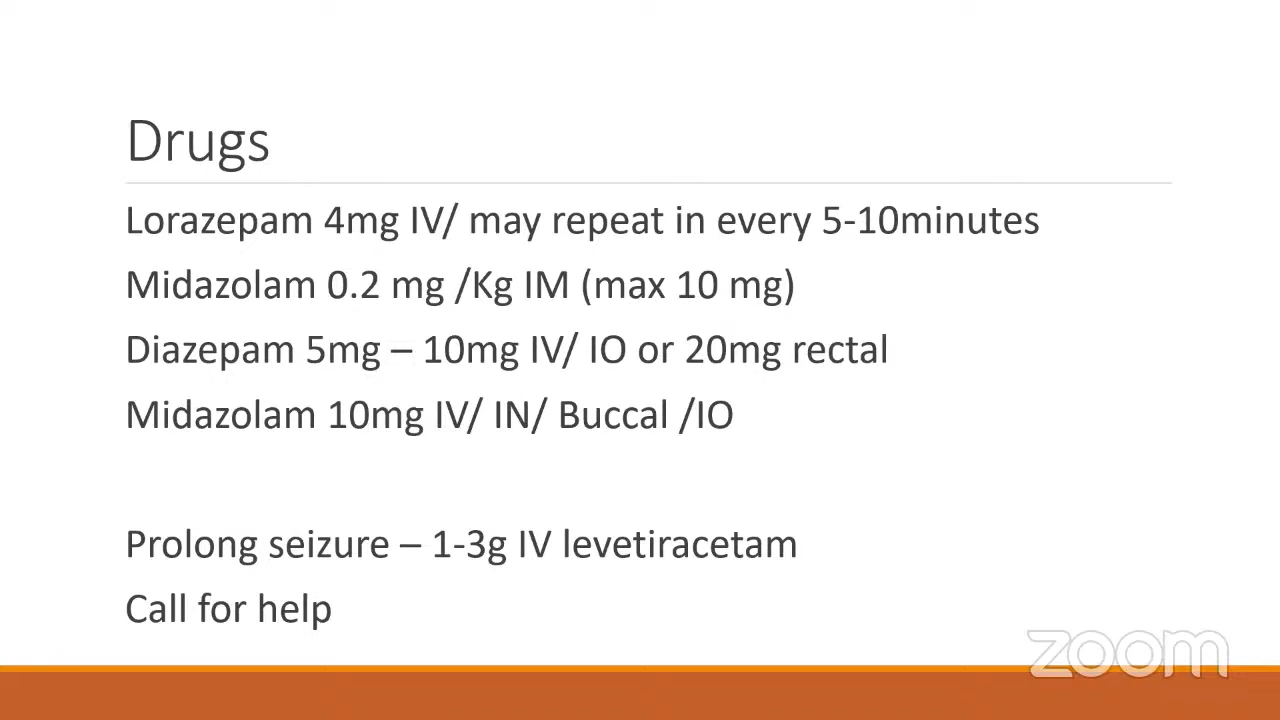 Drugs
Lorazepam 4mg IV/ may repeat in every 5-10minutes
Midazolam 0.2 mg /Kg IM (max 10 mg)
Diazepam 5mg – 10mg IV/ IO or 20mg rectal
Midazolam 10mg IV/ IN/ Buccal /IO
Prolong seizure – 1-3g IV levetiracetam
Call for help
zoom